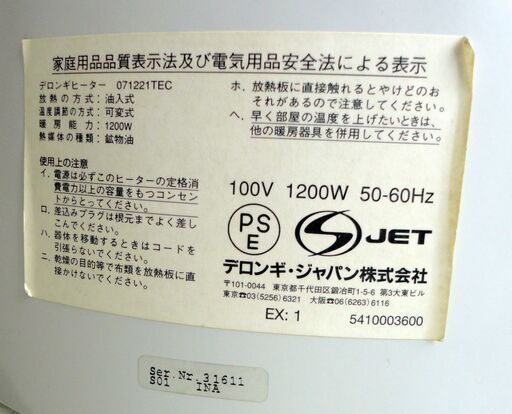 家庭用品品質表示法及び電気用品安全法による表示
デロンギヒーター 071221TEC
放熱の方式：油入式
温度調節の方式：可変式
暖房能力：1200W
熱媒体の種類：鉱物油
使用上の注意
イ. 電源は必ずこのヒーターの定格消
費電力以上の容量をもつコンセン
トからとってください。
ロ. 差込みプラグは根元までよく差し
こんでください。
ハ. 器体を移動するときはコードを
引張らないでください。
ニ. 乾燥の目的等で布類を放熱板に直
接かけないでください。
ホ. 放熱板に直接触れるとやけどのお
それがあるので注意してください。
ヘ. 早く部屋の温度を上げたいときは、
他の暖房器具を併用してください。
100V 1200W 50-60Hz
PS
E
JET
デロンギ・ジャパン株式会社
〒101-0044 東京都千代田区鍛冶町1-5-6 第3大東ビル
東京☎03(5256)6321 大阪☎06(6263)6116
EX: 1 5410003600
Ser.Nr.31611
S01 INA